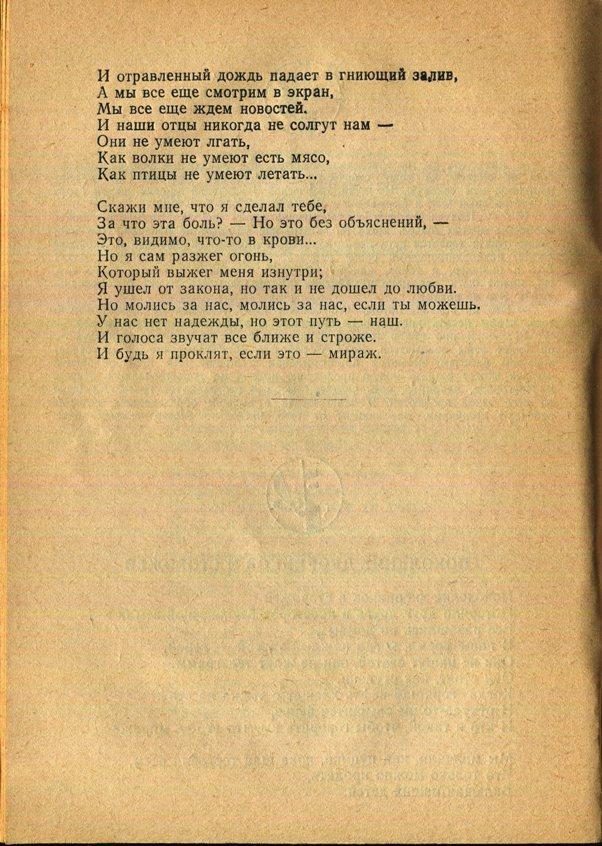 И отравленный дождь падает в гниющий залив,
А мы все еще смотрим в экран,
Мы все еще ждем новостей.
И наши отцы никогда не солгут нам —
Они не умеют лгать,
Как волки не умеют есть мясо,
Как птицы не умеют летать...
Скажи мне, что я сделал тебе,
За что эта боль? — Но это без объяснений, —
Это, видимо, что-то в крови...
Но я сам разжег огонь,
Который выжег меня изнутри;
Я ушел от закона, но так и не дошел до любви.
Но молись за нас, молись за нас, если ты можешь.
У нас нет надежды, но этот путь — наш.
И голоса звучат все ближе и строже.
И будь я проклят, если это — мираж.